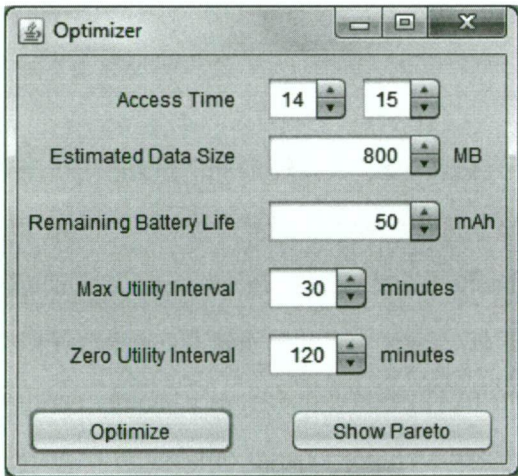 Optimizer
Access Time 14 15
Estimated Data Size 800 MB
Remaining Battery Life 50 mAh
Max Utility Interval 30 minutes
Zero Utility Interval 120 minutes
Optimize Show Pareto